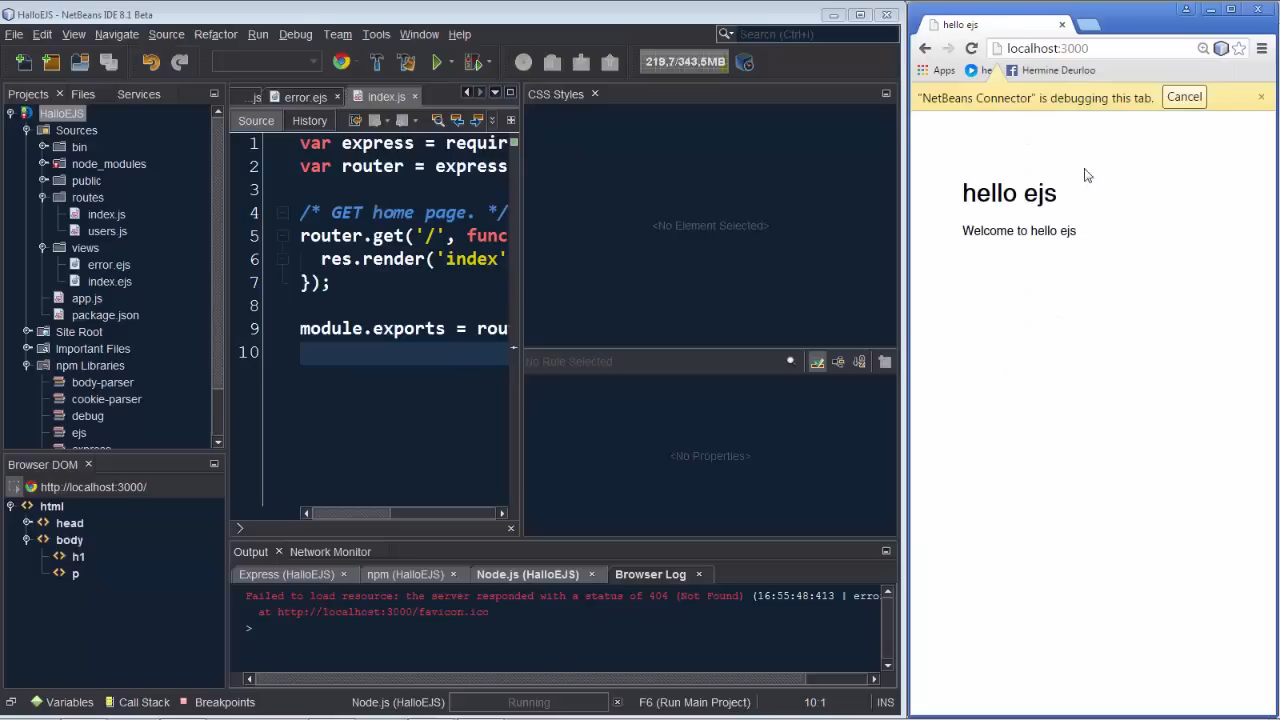 HalloEJS - NetBeans IDE 8.1 Beta
File Edit View Navigate Source Refactor Run Debug Team Tools Window Help
Search (Ctrl+I)
219,7/343,5MB
Projects Files Services
HalloEJS
Sources
bin
node_modules
public
routes
index.js
users.js
views
error.ejs
index.ejs
app.js
package.json
Site Root
Important Files
npm Libraries
body-parser
cookie-parser
debug
ejs
Browser DOM
http://localhost:3000/
html
head
body
h1
p
...js error.ejs index.js
Source History
1 var express = requir
2 var router = express
3
4 /* GET home page. */
5 router.get('/', func
6 res.render('index'
7 });
8
9 module.exports = rou
10
CSS Styles
<No Element Selected>
No Rule Selected
<No Properties>
Output Network Monitor
Express (HalloEJS) npm (HalloEJS) Node.js (HalloEJS) Browser Log
Failed to load resource: the server responded with a status of 404 (Not Found) (16:55:48:413 | erro
at http://localhost:3000/favicon.ico
>
Variables Call Stack Breakpoints Node.js (HalloEJS) Running F6 (Run Main Project) 10:1 INS
hello ejs
localhost:3000
Apps he Hermine Deurloo
"NetBeans Connector" is debugging this tab. Cancel
hello ejs
Welcome to hello ejs